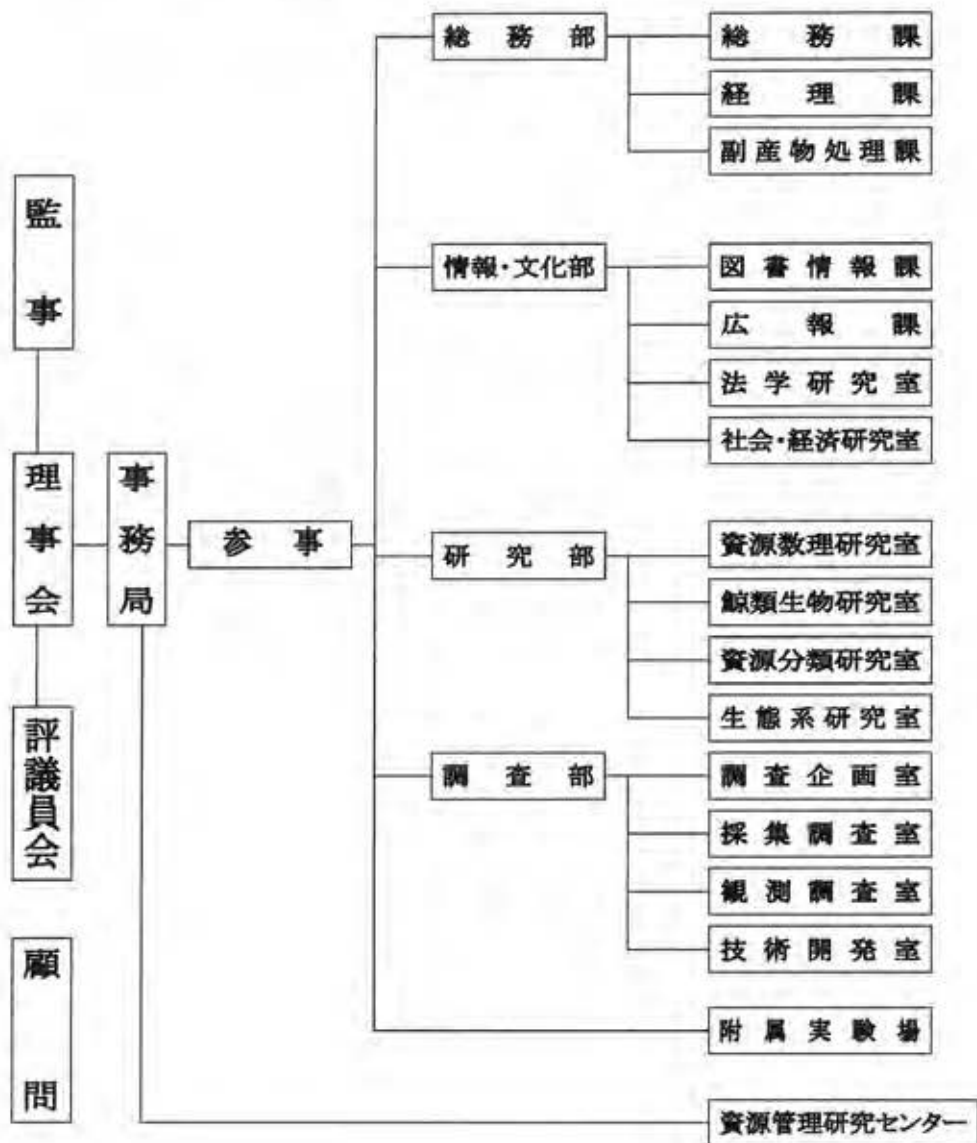 監事
理事会
評議員会
顧問
事務局
参事
総務部
総務課
経理課
副産物処理課
情報・文化部
図書情報課
広報課
法学研究室
社会・経済研究室
研究部
資源数理研究室
鯨類生物研究室
資源分類研究室
生態系研究室
調査部
調査企画室
採集調査室
観測調査室
技術開発室
附属実験場
資源管理研究センター